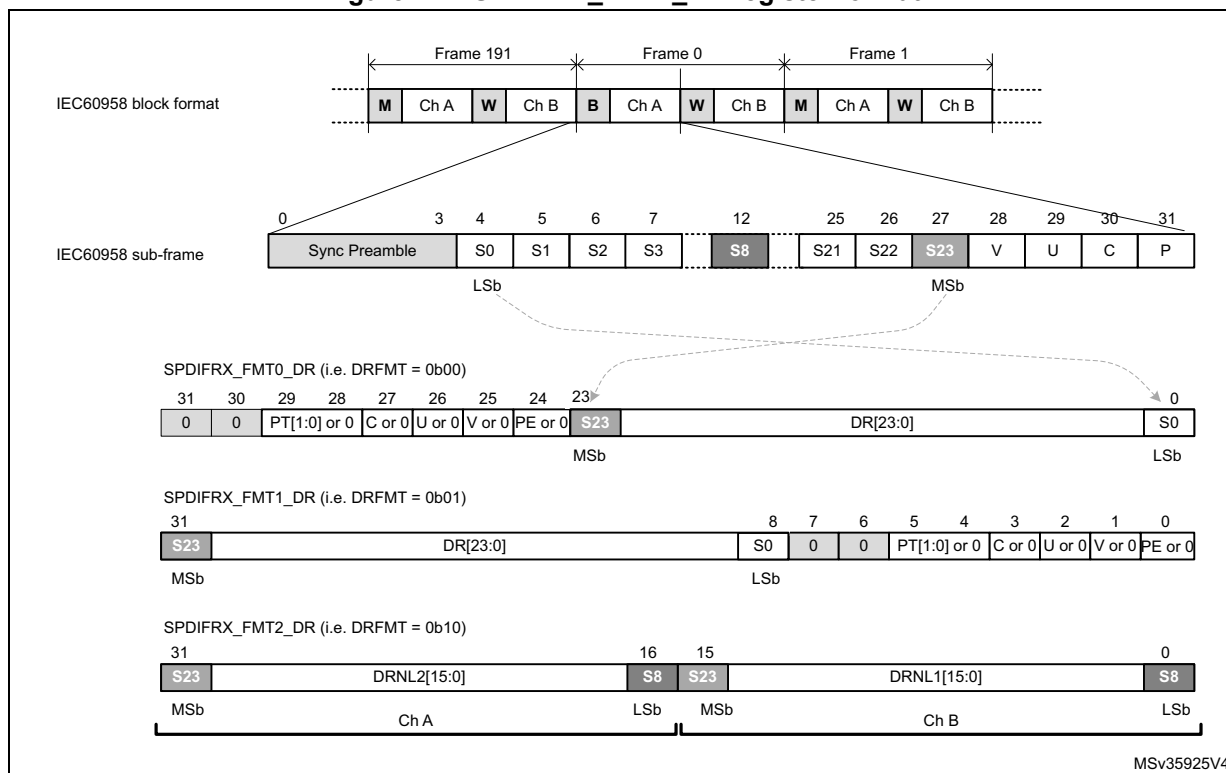 Frame 191 Frame 0 Frame 1
IEC60958 block format M Ch A W Ch B B Ch A W Ch B M Ch A W Ch B
0 3 4 5 6 7 12 25 26 27 28 29 30 31
IEC60958 sub-frame Sync Preamble S0 S1 S2 S3 S8 S21 S22 S23 V U C P
LSb MSb
SPDIFRX_FMT0_DR (i.e. DRFMT = 0b00)
31 30 29 28 27 26 25 24 23 0
0 0 PT[1:0] or 0 C or 0 U or 0 V or 0 PE or 0 S23 DR[23:0] S0
MSb LSb
SPDIFRX_FMT1_DR (i.e. DRFMT = 0b01)
31 8 7 6 5 4 3 2 1 0
S23 DR[23:0] S0 0 0 PT[1:0] or 0 C or 0 U or 0 V or 0 PE or 0
MSb LSb
SPDIFRX_FMT2_DR (i.e. DRFMT = 0b10)
31 16 15 0
S23 DRNL2[15:0] S8 S23 DRNL1[15:0] S8
MSb LSb MSb LSb
Ch A Ch B
MSv35925V4